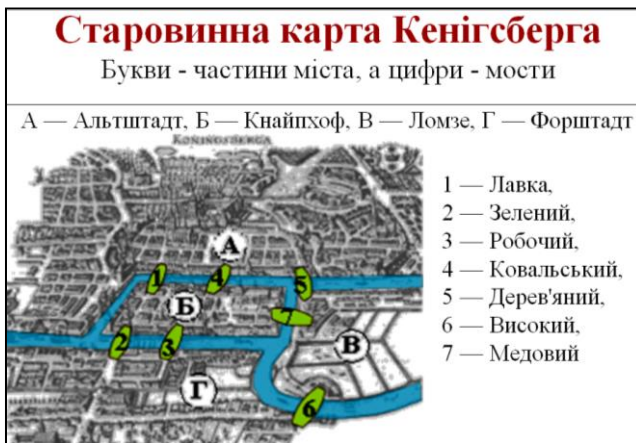 Старовинна карта Кенігсберга
Букви - частини міста, а цифри - мости
А — Альтштадт, Б — Кнайпхоф, В — Ломзе, Г — Форштадт
KONINGSBERGA
А
1
4
5
Б
7
2
3
В
Г
6
1 — Лавка,
2 — Зелений,
3 — Робочий,
4 — Ковальський,
5 — Дерев'яний,
6 — Високий,
7 — Медовий